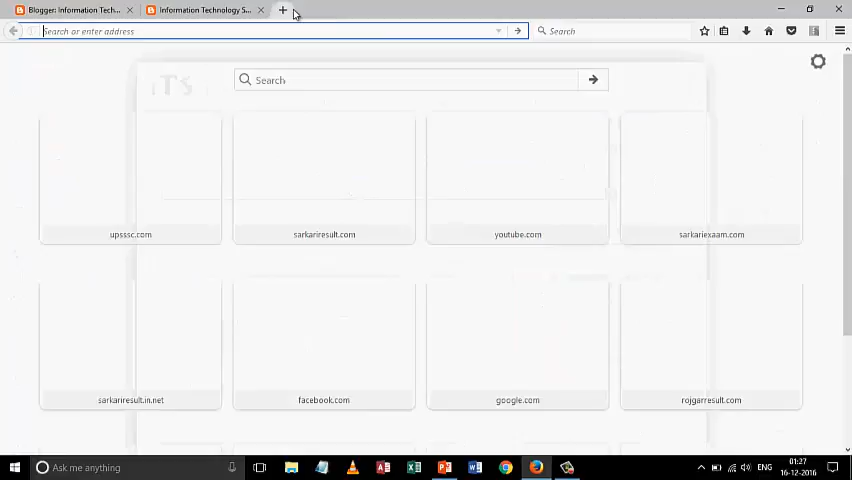 Blogger: Information Tech...
Information Technology S...
Search or enter address
Search
iTS
Search
upsssc.com
sarkariresult.com
youtube.com
sarkariexaam.com
sarkariresult.in.net
facebook.com
google.com
rojgarresult.com
Ask me anything
ENG
01:27
16-12-2016